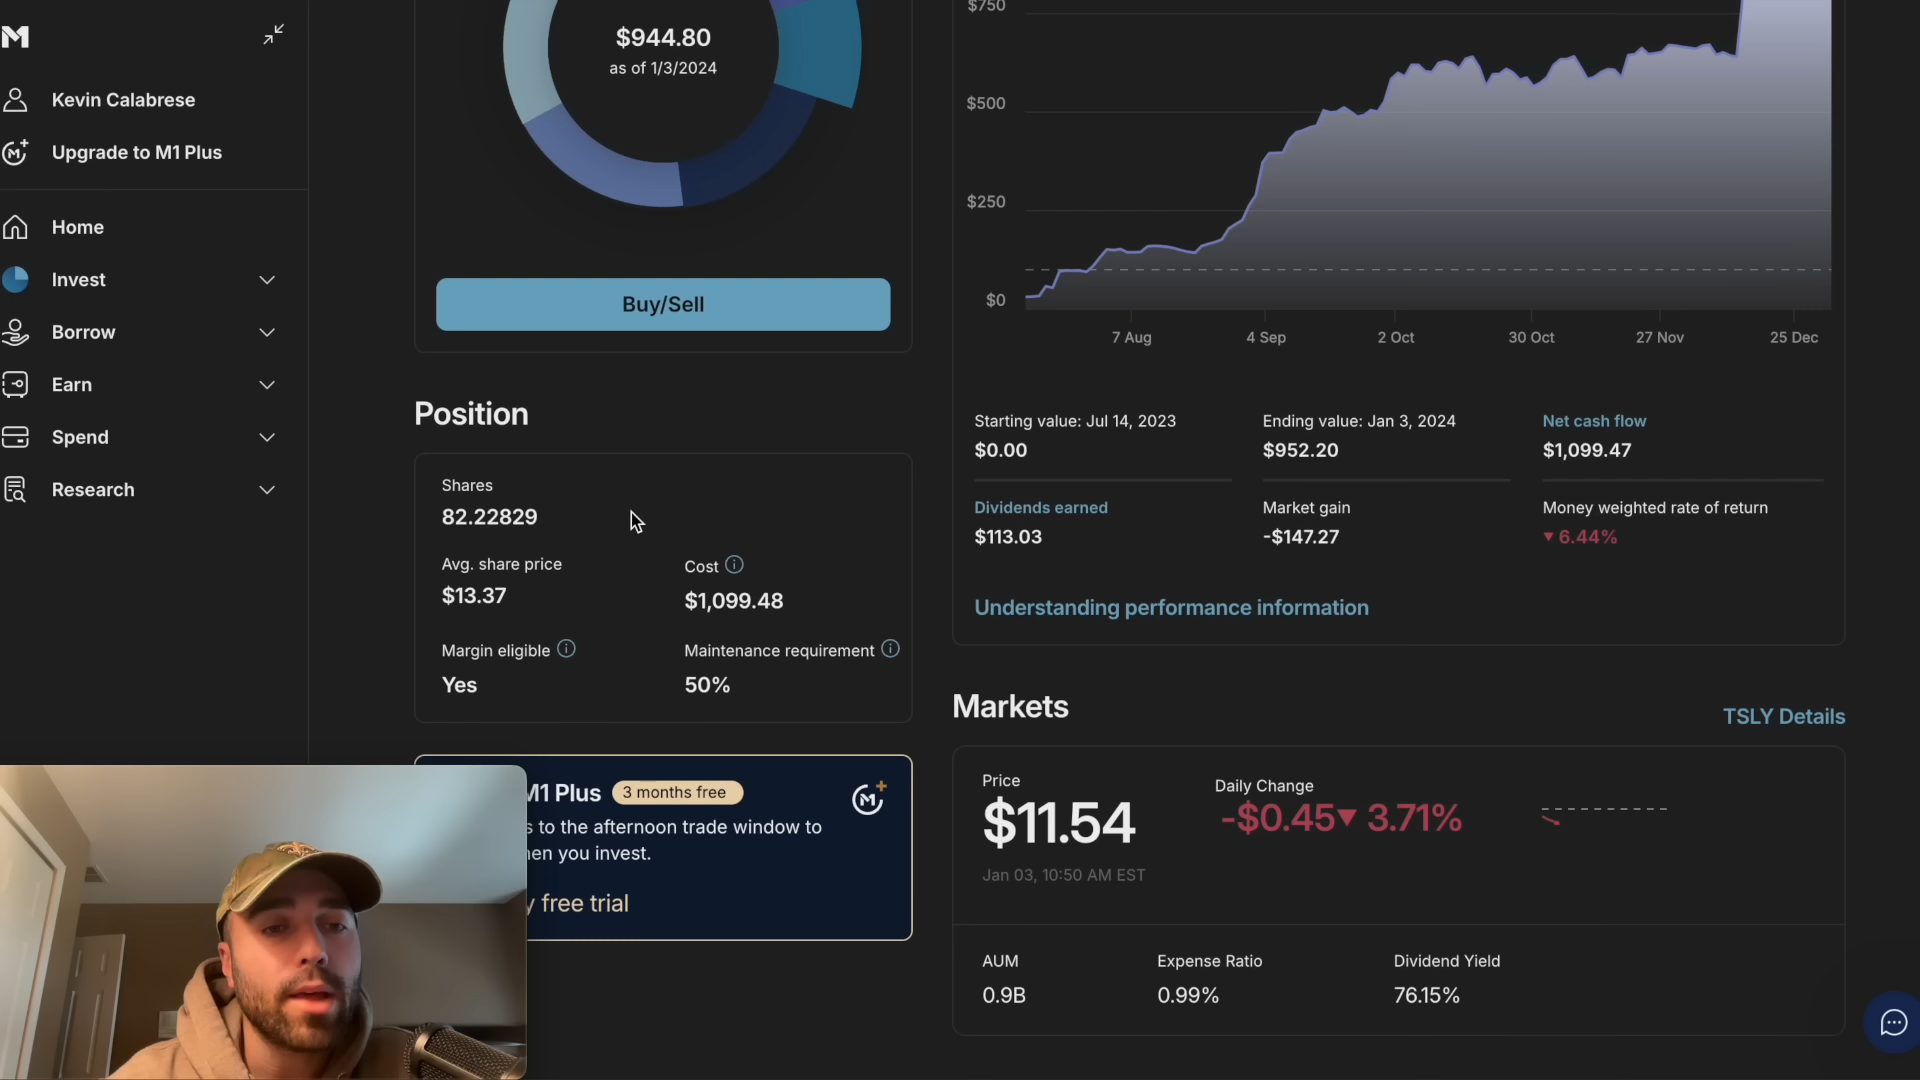 Kevin Calabrese
Upgrade to M1 Plus
Home
Invest
Borrow
Earn
Spend
Research
$944.80
as of 1/3/2024
Buy/Sell
Position
Shares
82.22829
Avg. share price
$13.37
Cost
$1,099.48
Margin eligible
Yes
Maintenance requirement
50%
M1 Plus 3 months free
s to the afternoon trade window to
en you invest.
y free trial
$750
$500
$250
$0
7 Aug 4 Sep 2 Oct 30 Oct 27 Nov 25 Dec
Starting value: Jul 14, 2023
$0.00
Ending value: Jan 3, 2024
$952.20
Net cash flow
$1,099.47
Dividends earned
$113.03
Market gain
-$147.27
Money weighted rate of return
▼ 6.44%
Understanding performance information
Markets
TSLY Details
Price
$11.54
Jan 03, 10:50 AM EST
Daily Change
-$0.45▼ 3.71%
AUM
0.9B
Expense Ratio
0.99%
Dividend Yield
76.15%